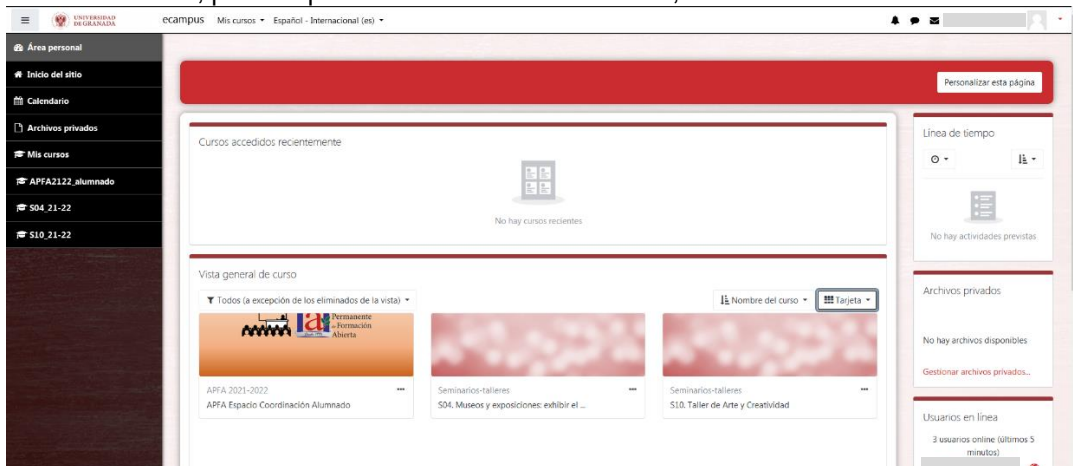 UNIVERSIDAD
DE GRANADA
ecampus Mis cursos Español - Internacional (es)
Área personal
Inicio del sitio
Calendario
Archivos privados
Mis cursos
APFA2122_alumnado
S04_21-22
S10_21-22
Personalizar esta página
Cursos accedidos recientemente
No hay cursos recientes
Vista general de curso
Todos (a excepción de los eliminados de la vista)
Nombre del curso
Tarjeta
Permanente
de Formación
Abierta
APFA 2021-2022
APFA Espacio Coordinación Alumnado
Seminarios-talleres
S04. Museos y exposiciones: exhibir el ...
Seminarios-talleres
S10. Taller de Arte y Creatividad
Línea de tiempo
No hay actividades previstas
Archivos privados
No hay archivos disponibles
Gestionar archivos privados...
Usuarios en línea
3 usuarios online (últimos 5
minutos)